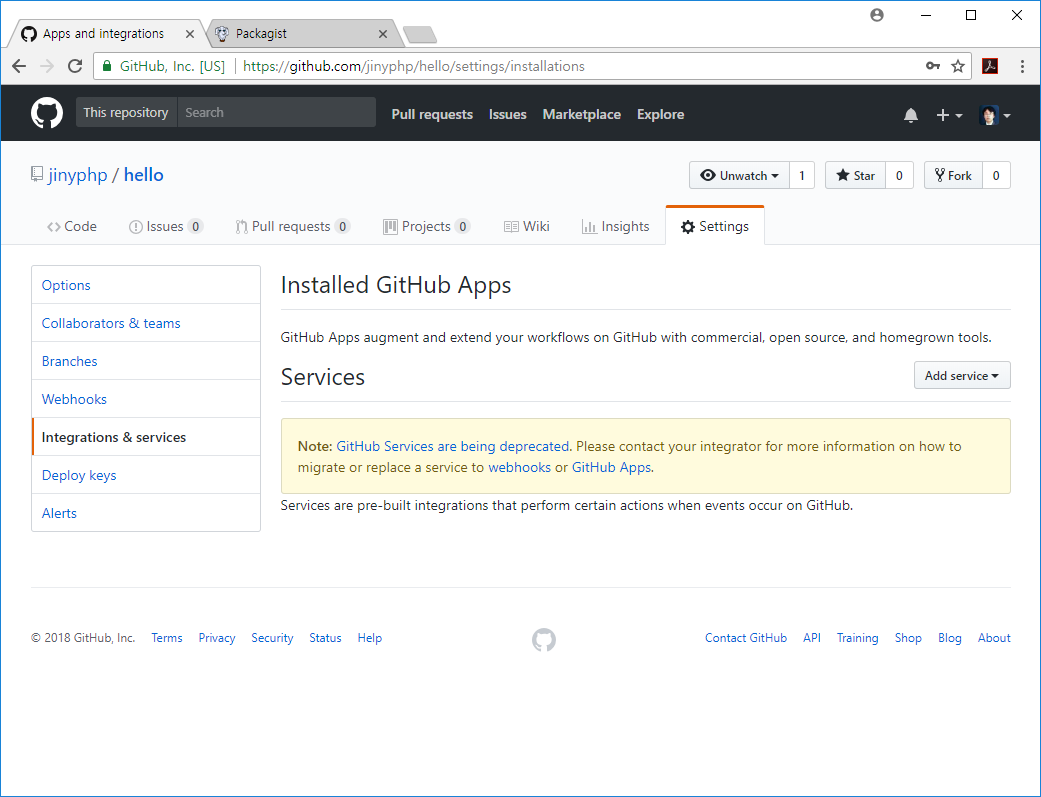 Apps and integrations
Packagist
GitHub, Inc. [US] https://github.com/jinyphp/hello/settings/installations
This repository Search Pull requests Issues Marketplace Explore
jinyphp / hello Unwatch 1 Star 0 Fork 0
Code Issues 0 Pull requests 0 Projects 0 Wiki Insights Settings
Options
Collaborators & teams
Branches
Webhooks
Integrations & services
Deploy keys
Alerts
Installed GitHub Apps
GitHub Apps augment and extend your workflows on GitHub with commercial, open source, and homegrown tools.
Services Add service
Note: GitHub Services are being deprecated. Please contact your integrator for more information on how to
migrate or replace a service to webhooks or GitHub Apps.
Services are pre-built integrations that perform certain actions when events occur on GitHub.
© 2018 GitHub, Inc. Terms Privacy Security Status Help Contact GitHub API Training Shop Blog About